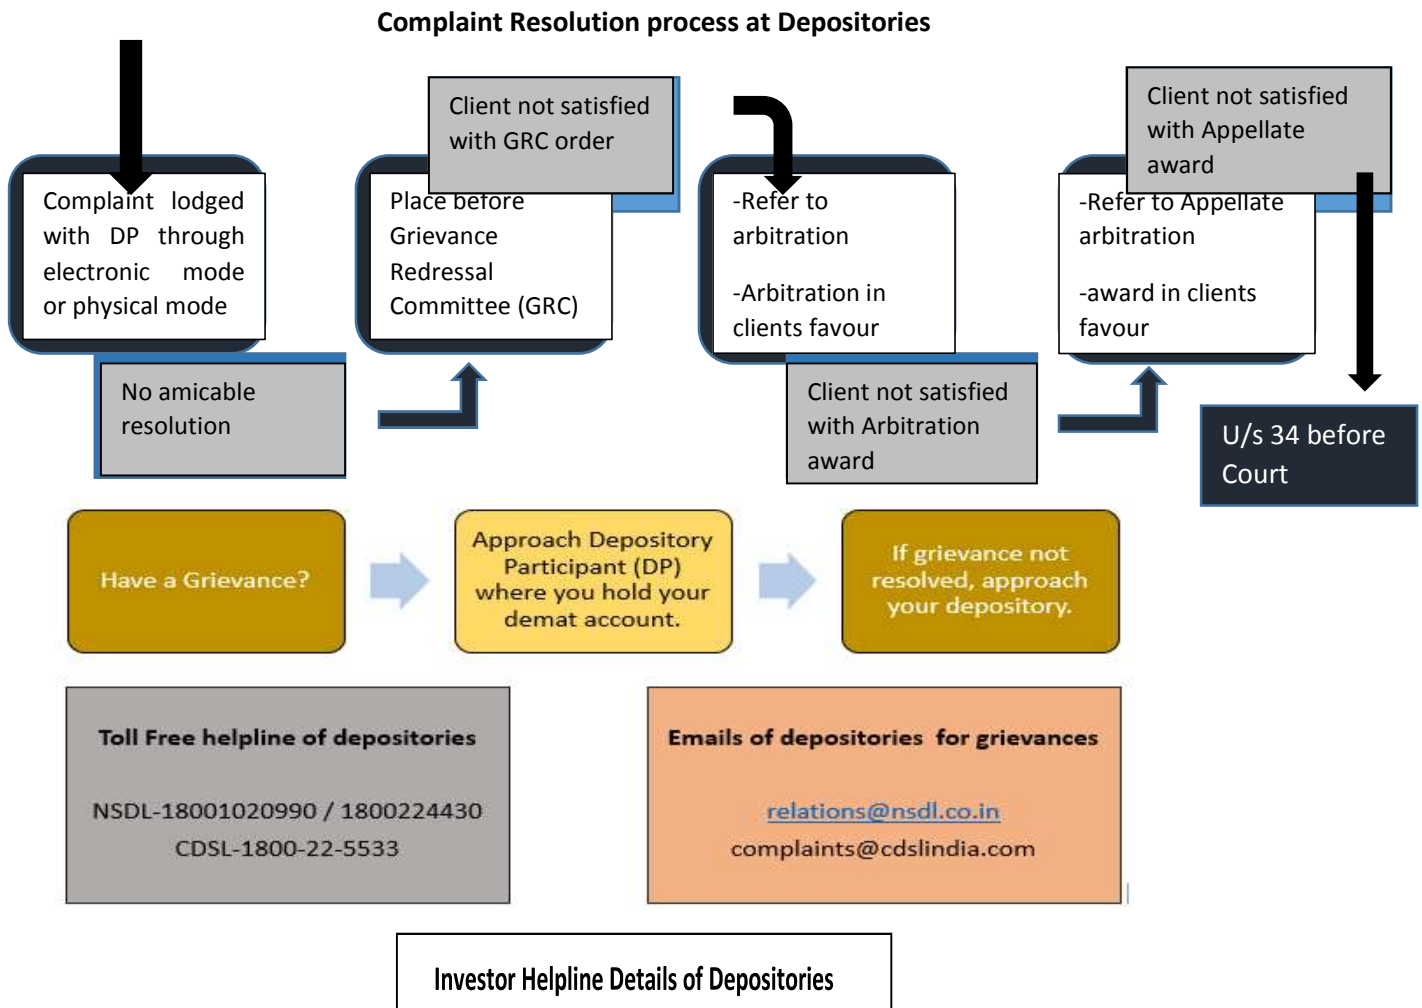 Complaint Resolution process at Depositories
Complaint lodged
with DP through
electronic mode
or physical mode
No amicable
resolution
Client not satisfied
with GRC order
Place before
Grievance
Redressal
Committee (GRC)
-Refer to
arbitration
-Arbitration in
clients favour
Client not satisfied
with Arbitration
award
Client not satisfied
with Appellate
award
-Refer to Appellate
arbitration
-award in clients
favour
U/s 34 before
Court
Have a Grievance?
Approach Depository
Participant (DP)
where you hold your
demat account.
If grievance not
resolved, approach
your depository.
Toll Free helpline of depositories
NSDL-18001020990 / 1800224430
CDSL-1800-22-5533
Emails of depositories for grievances
relations@nsdl.co.in
complaints@cdslindia.com
Investor Helpline Details of Depositories